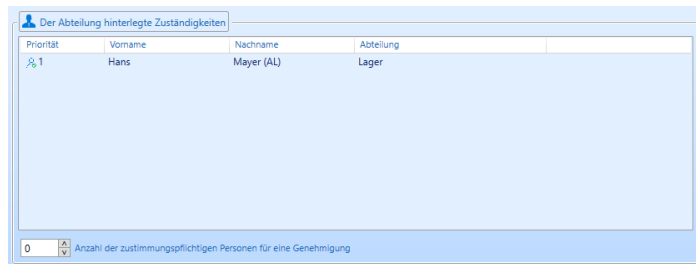 Der Abteilung hinterlegte Zuständigkeiten
Priorität Vorname Nachname Abteilung
1 Hans Mayer (AL) Lager
0 Anzahl der zustimmungspflichtigen Personen für eine Genehmigung